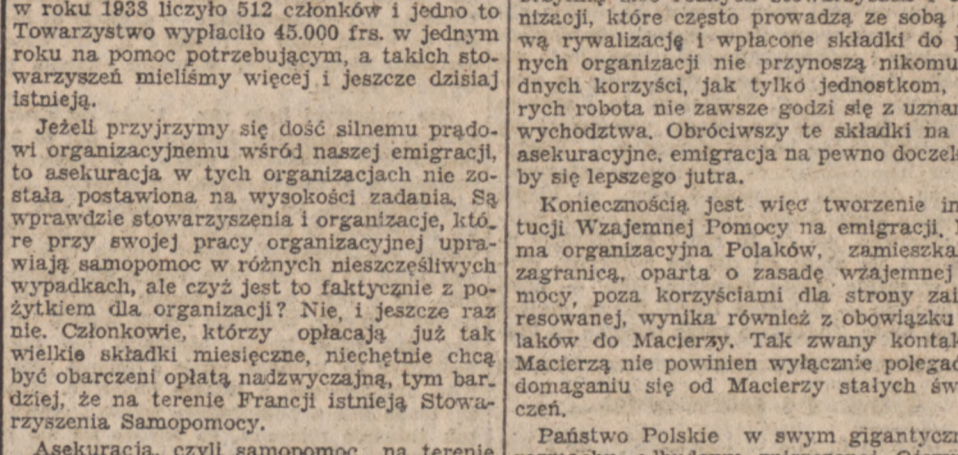 w roku 1938 liczyło 512 członków i jedno to
Towarzystwo wypłaciło 45.000 frs. w jednym
roku na pomoc potrzebującym, a takich sto-
warzyszeń mieliśmy więcej i jeszcze dzisiaj
istnieją.
Jeżeli przyjrzymy się dość silnemu prądo-
wi organizacyjnemu wśród naszej emigracji,
to asekuracja w tych organizacjach nie zo-
stała postawiona na wysokości zadania. Są
wprawdzie stowarzyszenia i organizacje, któ-
re przy swojej pracy organizacyjnej upra-
wiają samopomoc w różnych nieszczęśliwych
wypadkach, ale czyż jest to faktycznie z po-
żytkiem dla organizacji? Nie, i jeszcze raz
nie. Członkowie, którzy opłacają już tak
wielkie składki miesięczne, niechętnie chcą
być obarczeni opłatą nadzwyczajną, tym bar-
dziej, że na terenie Francji istnieją Stowa-
rzyszenia Samopomocy.
Asekuracja, czyli samopomoc na terenie
nizacji, które często prowadzą ze sobą
wą rywalizację i wpłacone składki do
nych organizacji nie przynoszą nikomu
dnych korzyści, jak tylko jednostkom,
rych robota nie zawsze godzi się z uznan
wychodztwa. Obróciwszy te składki na
asekuracyjne, emigracja na pewno doczek
by się lepszego jutra.
Koniecznością jest więc tworzenie in
tucji Wzajemnej Pomocy na emigracji.
ma organizacyjna Polaków, zamieszka
zagranicą, oparta o zasadę wzajemnej
mocy, poza korzyściami dla strony zai
resowanej, wynika również z obowiązku
laków do Macierzy. Tak zwany kontak
Macierzą nie powinien wyłącznie polegać
domaganiu się od Macierzy stałych św
czeń.
Państwo Polskie w swym gigantyczn